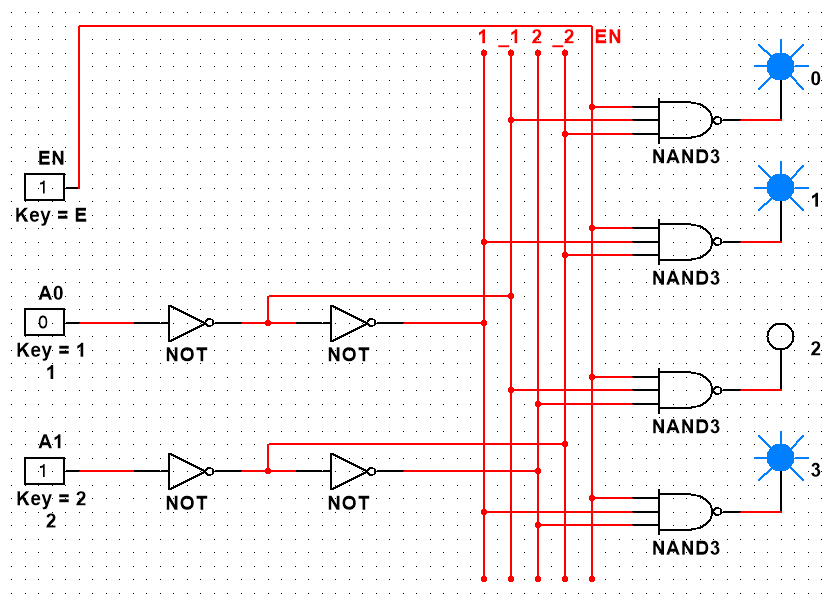 1 _1 2 _2 EN
0
NAND3
EN
1
Key = E
1
NAND3
A0
0
Key = 1
1
NOT
NOT
2
NAND3
A1
1
Key = 2
2
NOT
NOT
3
NAND3